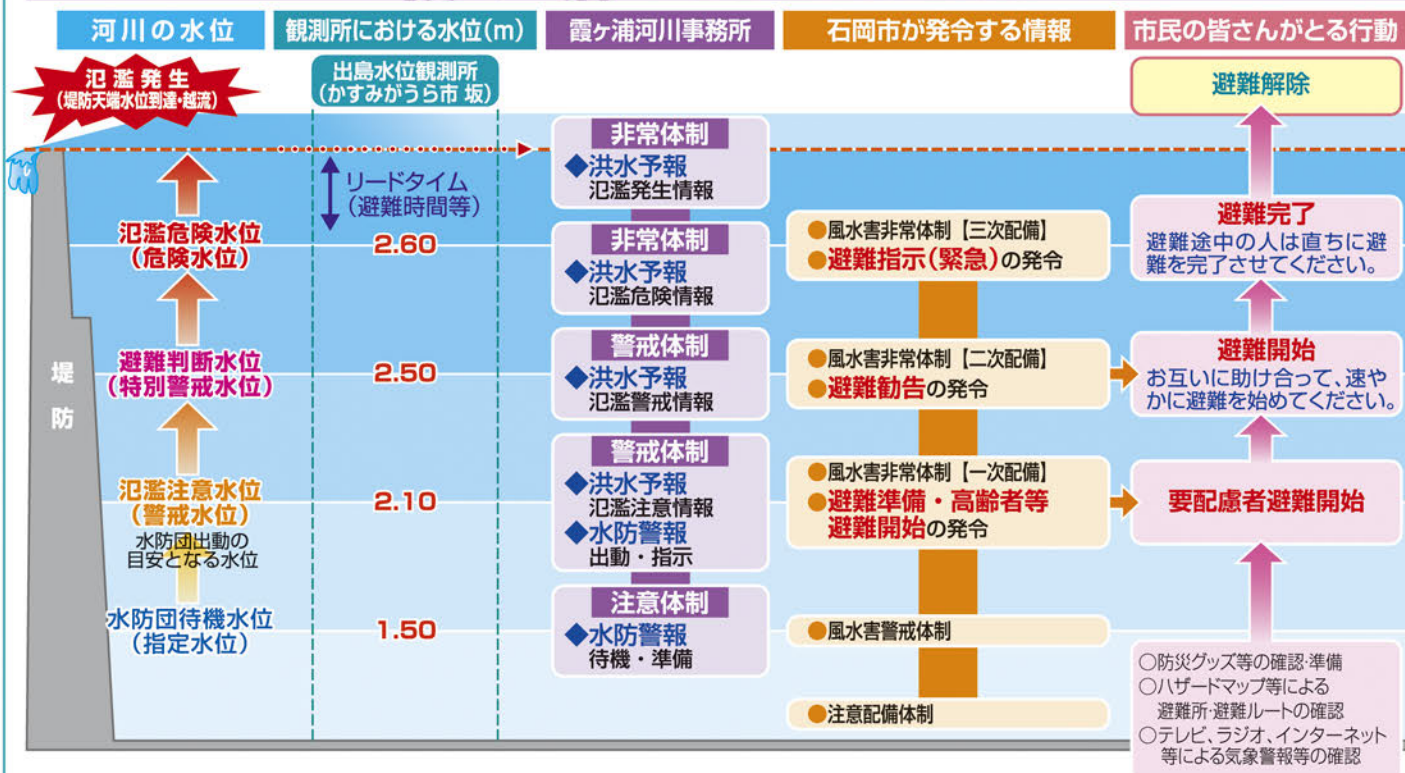 河川の水位
観測所における水位(m)
霞ヶ浦河川事務所
石岡市が発令する情報
市民の皆さんがとる行動
氾濫発生
(堤防天端水位到達・越流)
出島水位観測所
(かすみがうら市 坂)
避難解除
リードタイム
(避難時間等)
非常体制
◆洪水予報
氾濫発生情報
氾濫危険水位
(危険水位)
2.60
非常体制
◆洪水予報
氾濫危険情報
●風水害非常体制【三次配備】
●避難指示(緊急)の発令
避難完了
避難途中の人は直ちに避
難を完了させてください。
堤防
避難判断水位
(特別警戒水位)
2.50
警戒体制
◆洪水予報
氾濫警戒情報
●風水害非常体制【二次配備】
●避難勧告の発令
避難開始
お互いに助け合って、速や
かに避難を始めてください。
氾濫注意水位
(警戒水位)
水防団出動の
目安となる水位
2.10
警戒体制
◆洪水予報
氾濫注意情報
◆水防警報
出動・指示
●風水害非常体制【一次配備】
●避難準備・高齢者等
避難開始の発令
要配慮者避難開始
水防団待機水位
(指定水位)
1.50
注意体制
◆水防警報
待機・準備
●風水害警戒体制
●注意配備体制
○防災グッズ等の確認・準備
○ハザードマップ等による
避難所・避難ルートの確認
○テレビ、ラジオ、インターネット
等による気象警報等の確認